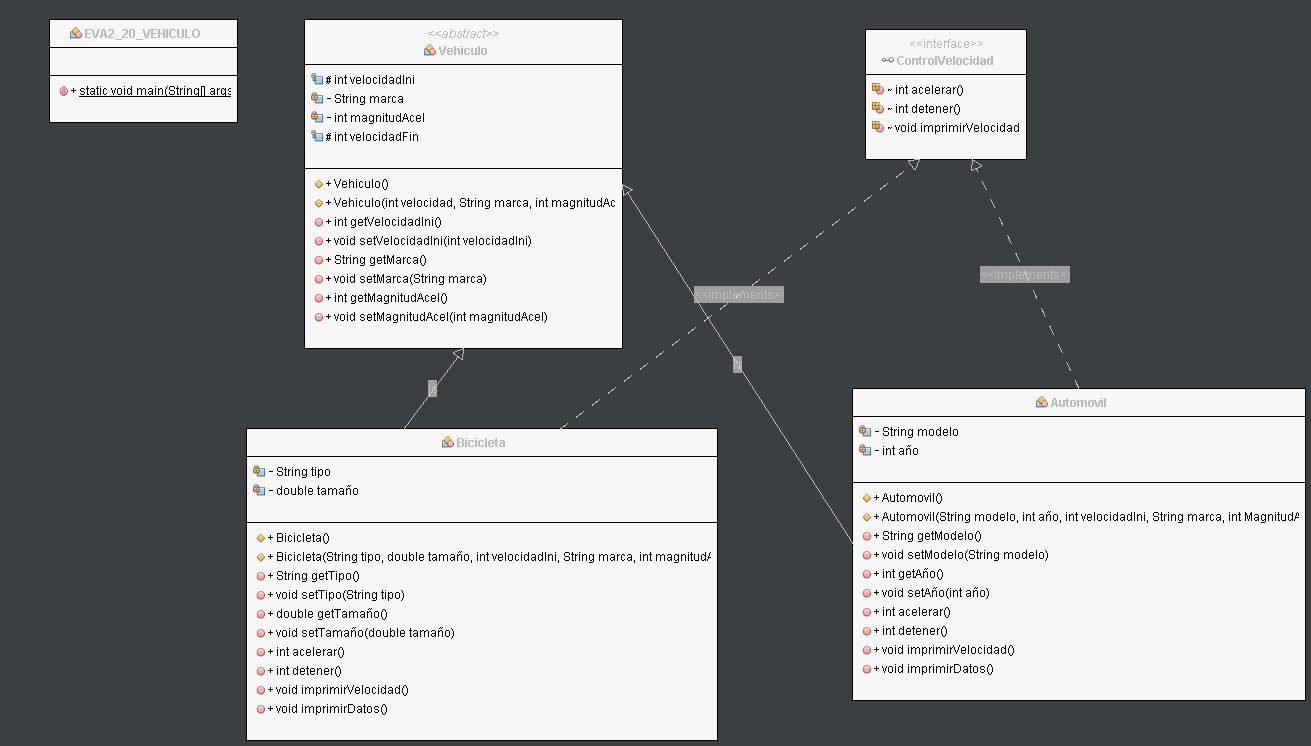 EVA2_20_VEHICULO
+ static void main(String[] args
<<abstract>>
Vehiculo
# int velocidadIni
- String marca
- int magnitudAcel
# int velocidadFin
+ Vehiculo()
+ Vehiculo(int velocidad, String marca, int magnitudAc
+ int getVelocidadIni()
+ void setVelocidadIni(int velocidadIni)
+ String getMarca()
+ void setMarca(String marca)
+ int getMagnitudAcel()
+ void setMagnitudAcel(int magnitudAcel)
<<interface>>
ControlVelocidad
~ int acelerar()
~ int detener()
~ void imprimirVelocidad
<<implements>>
<<implements>>
Bicicleta
- String tipo
- double tamaño
+ Bicicleta()
+ Bicicleta(String tipo, double tamaño, int velocidadIni, String marca, int magnitudA
+ String getTipo()
+ void setTipo(String tipo)
+ double getTamaño()
+ void setTamaño(double tamaño)
+ int acelerar()
+ int detener()
+ void imprimirVelocidad()
+ void imprimirDatos()
Automovil
- String modelo
- int año
+ Automovil()
+ Automovil(String modelo, int año, int velocidadIni, String marca, int MagnitudA
+ String getModelo()
+ void setModelo(String modelo)
+ int getAño()
+ void setAño(int año)
+ int acelerar()
+ int detener()
+ void imprimirVelocidad()
+ void imprimirDatos()